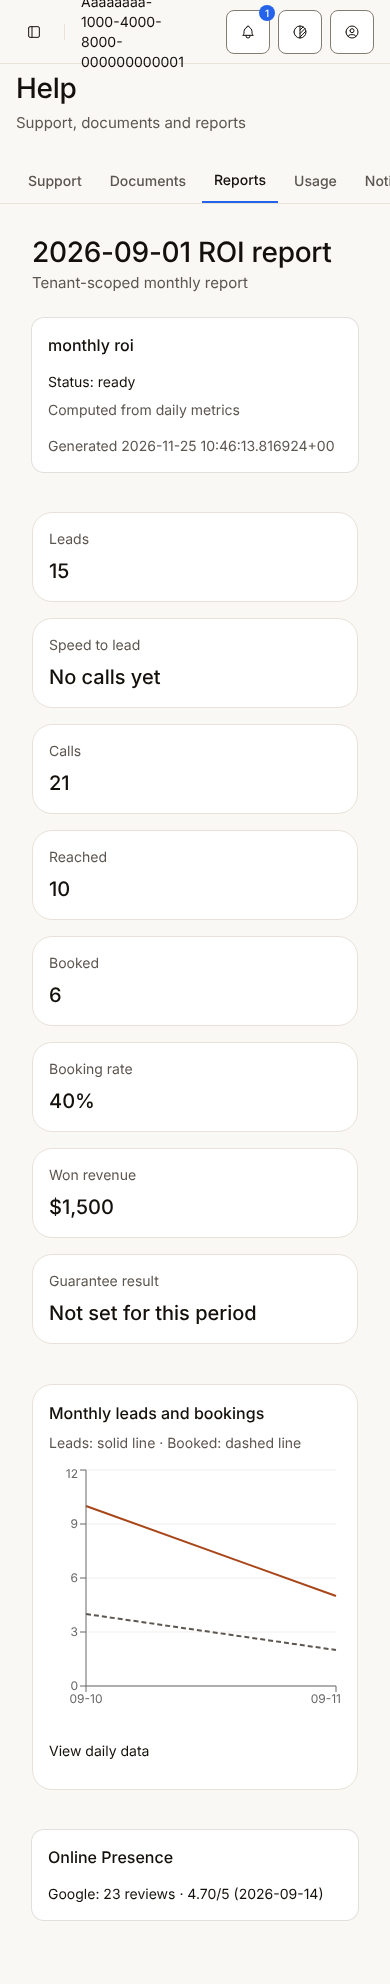 Aaaaaaaa-
1000-4000-
8000-
000000000001
1
Help
Support, documents and reports
Support Documents Reports Usage Noti
2026-09-01 ROI report
Tenant-scoped monthly report
monthly roi
Status: ready
Computed from daily metrics
Generated 2026-11-25 10:46:13.816924+00
Leads
15
Speed to lead
No calls yet
Calls
21
Reached
10
Booked
6
Booking rate
40%
Won revenue
$1,500
Guarantee result
Not set for this period
Monthly leads and bookings
Leads: solid line · Booked: dashed line
12
9
6
3
0
09-10 09-11
View daily data
Online Presence
Google: 23 reviews · 4.70/5 (2026-09-14)